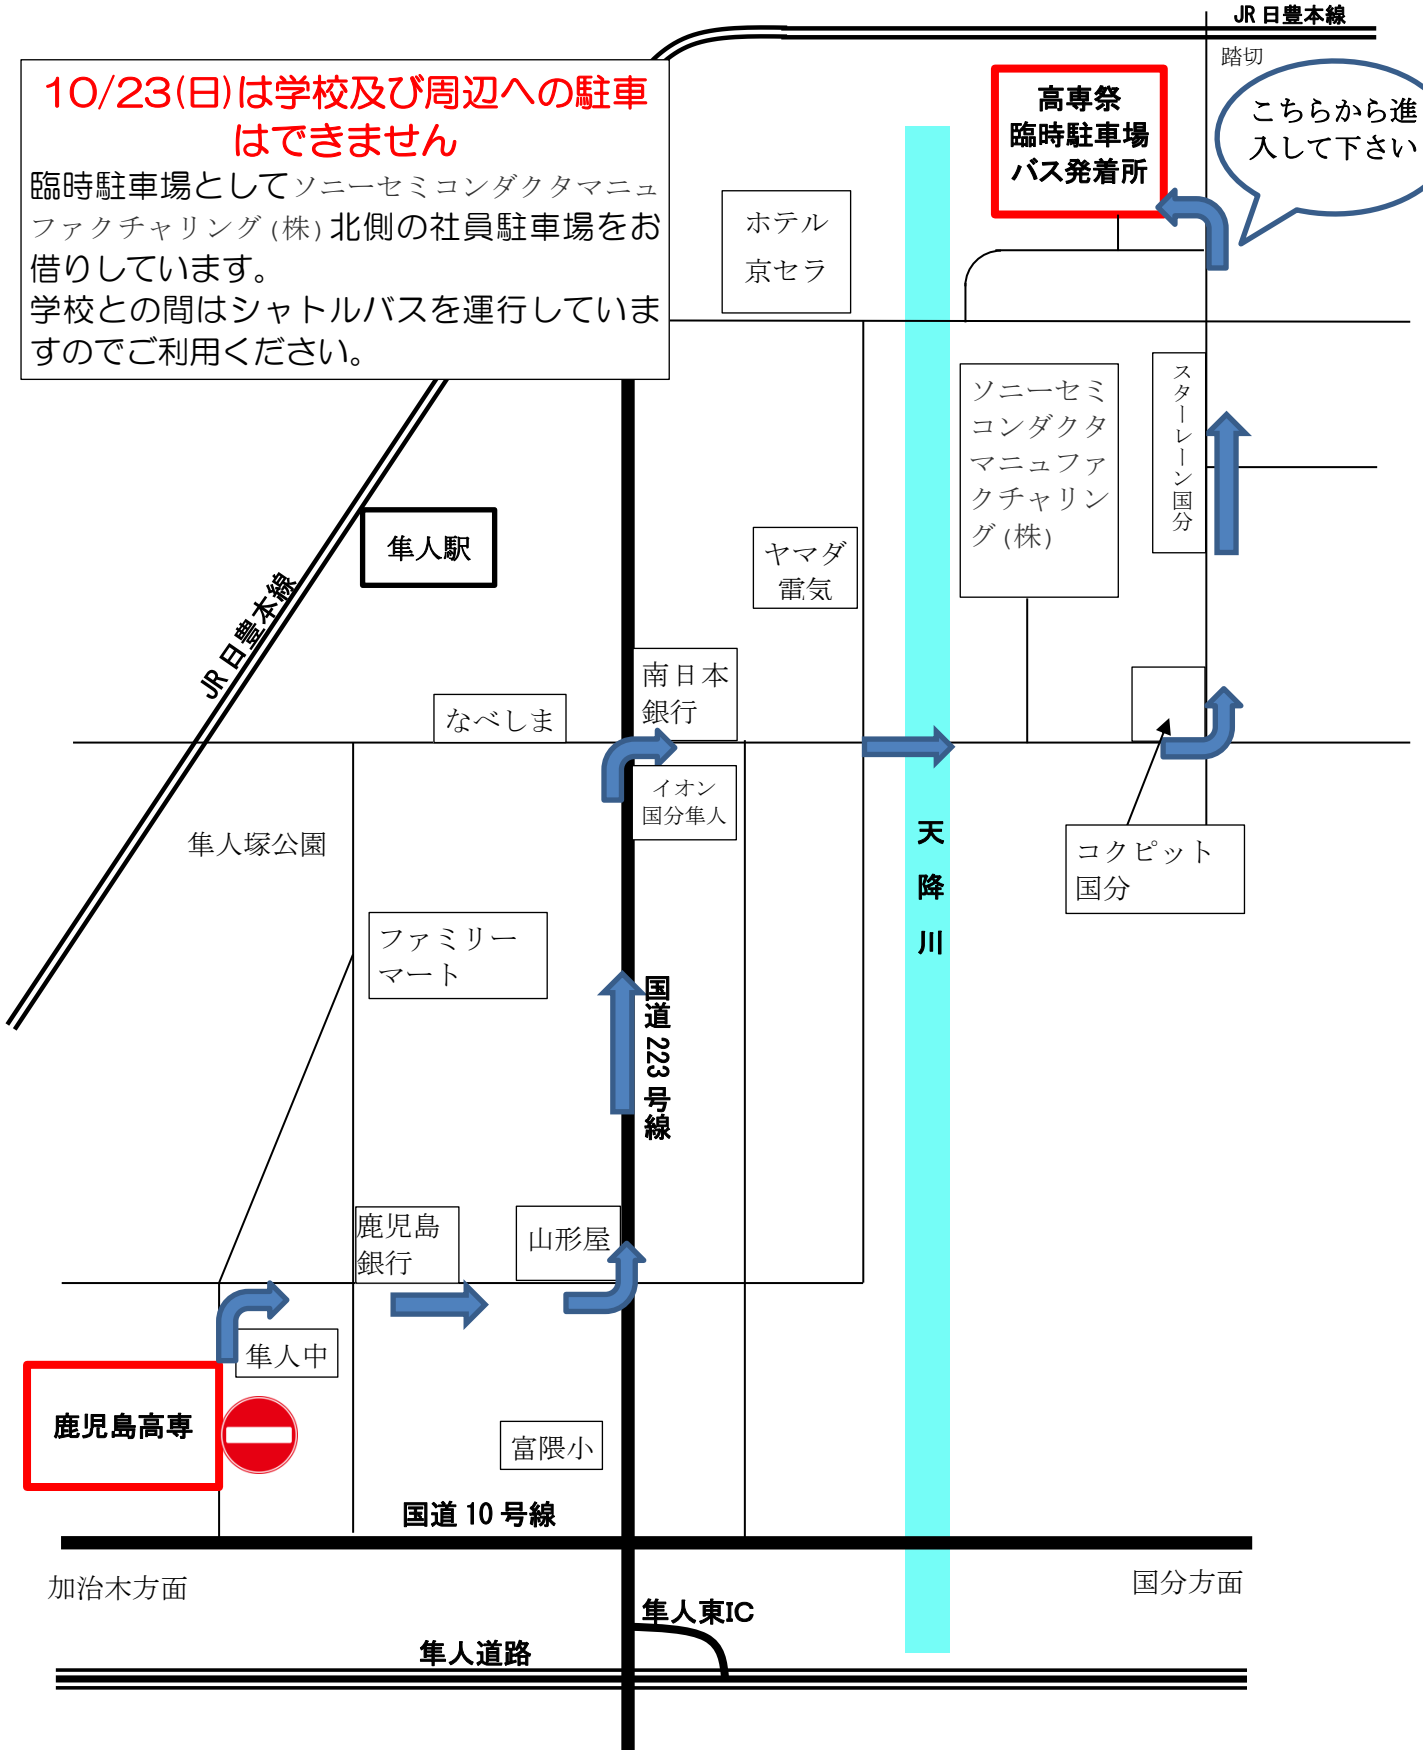 JR日豊本線
踏切
10/23(日)は学校及び周辺への駐車
はできません
臨時駐車場としてソニーセミコンダクタマニュ
ファクチャリング(株)北側の社員駐車場をお
借りしています。
学校との間はシャトルバスを運行していま
すのでご利用ください。
高専祭
臨時駐車場
バス発着所
こちらから進
入して下さい
ホテル
京セラ
ソニーセミ
コンダクタ
マニュファ
クチャリン
グ(株)
スターレーン国分
隼人駅
ヤマダ
電気
JR日豊本線
南日本
銀行
なべしま
イオン
国分隼人
隼人塚公園
天降川
コクピット
国分
ファミリー
マート
国道223号線
鹿児島
銀行
山形屋
隼人中
鹿児島高専
富隈小
国道10号線
加治木方面
国分方面
隼人東IC
隼人道路